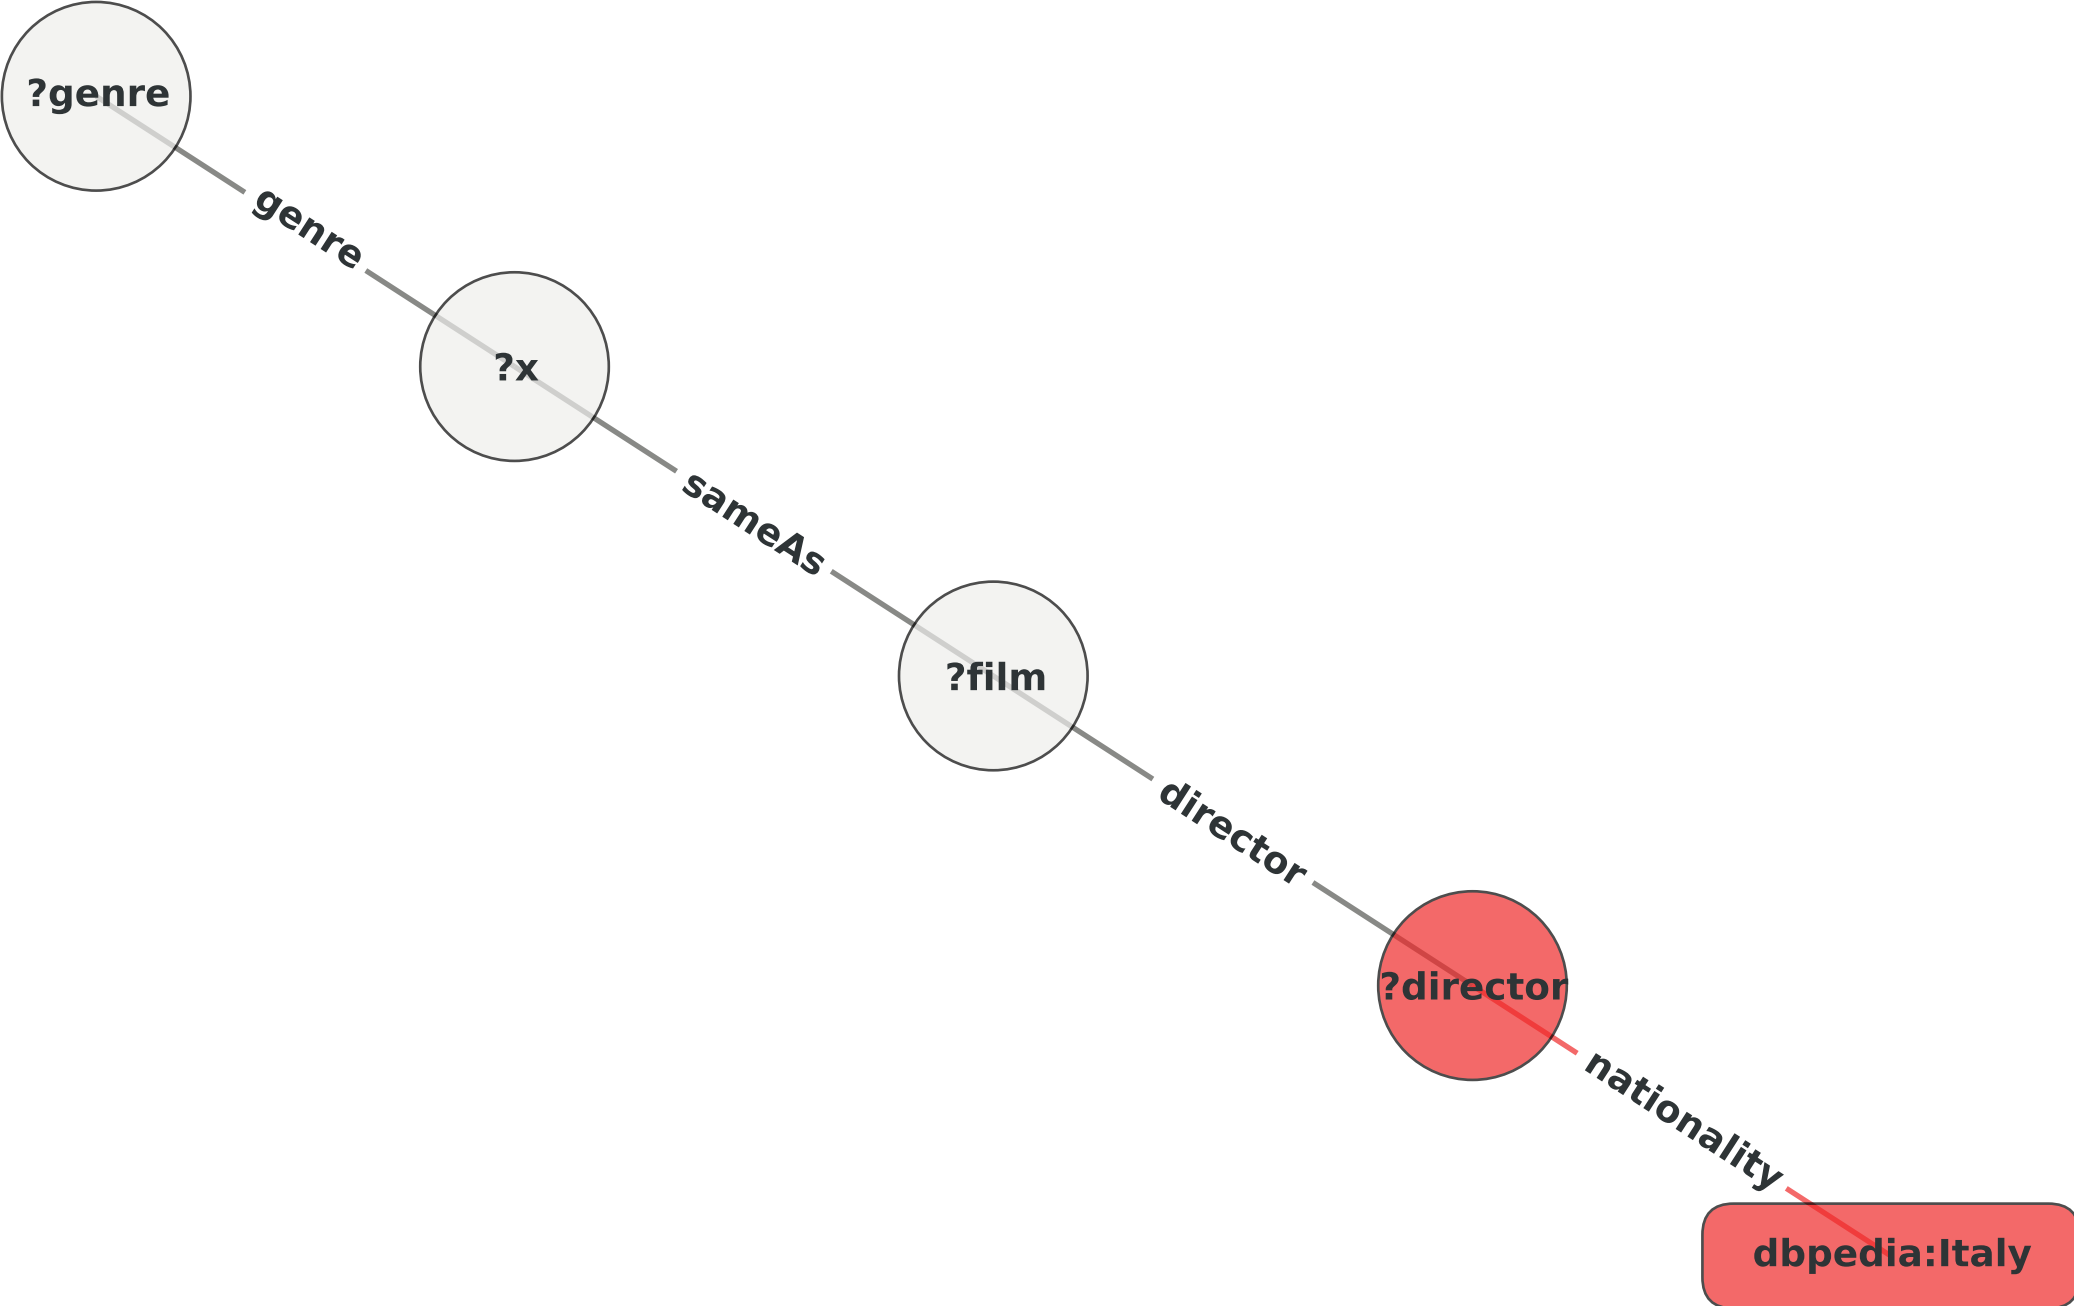 ?genre
genre
?x
sameAs
?film
director
?director
nationality
dbpedia:Italy